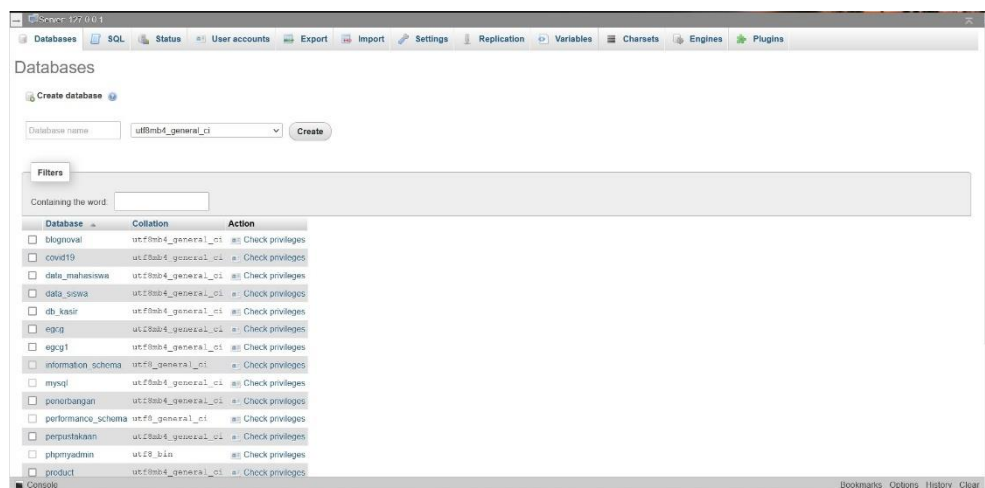 Server: 127.0.0.1
Databases SQL Status User accounts Export Import Settings Replication Variables Charsets Engines Plugins
Databases
Create database
Database name utf8mb4_general_ci Create
Filters
Containing the word:
Database Collation Action
blognoval utf8mb4_general_ci Check privileges
covid19 utf8mb4_general_ci Check privileges
data_mahasiswa utf8mb4_general_ci Check privileges
data_siswa utf8mb4_general_ci Check privileges
db_kasir utf8mb4_general_ci Check privileges
egcg utf8mb4_general_ci Check privileges
egcg1 utf8mb4_general_ci Check privileges
information_schema utf8_general_ci Check privileges
mysql utf8mb4_general_ci Check privileges
penerbangan utf8mb4_general_ci Check privileges
performance_schema utf8_general_ci Check privileges
perpustakaan utf8mb4_general_ci Check privileges
phpmyadmin utf8_bin Check privileges
product utf8mb4_general_ci Check privileges
Console Bookmarks Options History Clear